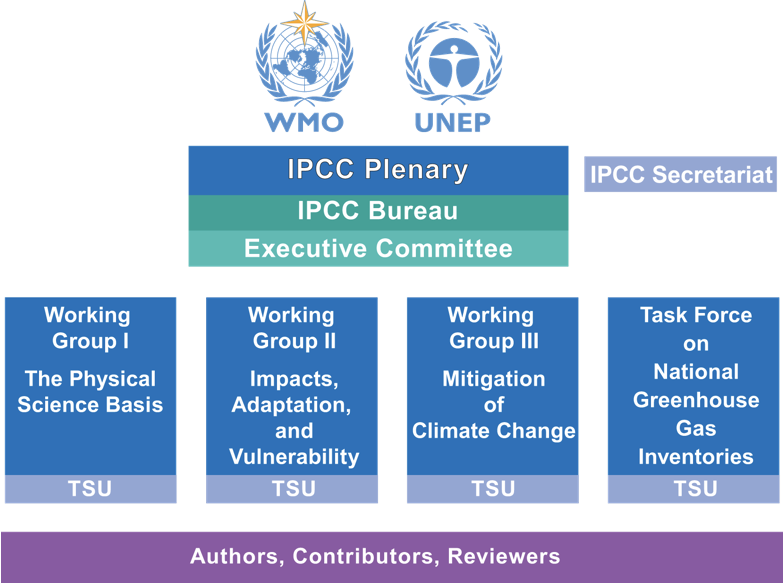 WMO
UNEP
IPCC Plenary
IPCC Secretariat
IPCC Bureau
Executive Committee
Working
Group I
The Physical
Science Basis
TSU
Working
Group II
Impacts,
Adaptation,
and
Vulnerability
TSU
Working
Group III
Mitigation
of
Climate Change
TSU
Task Force
on
National
Greenhouse
Gas
Inventories
TSU
Authors, Contributors, Reviewers